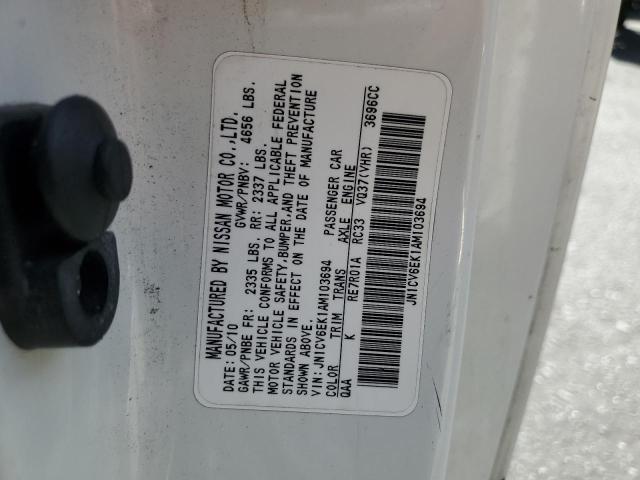 MANUFACTURED BY NISSAN MOTOR CO.,LTD.
DATE: 05/10 GVWR/PNBV: 4656 LBS.
GAWR/PNBE FR: 2335 LBS. RR: 2337 LBS.
THIS VEHICLE CONFORMS TO ALL APPLICABLE FEDERAL
MOTOR VEHICLE SAFETY,BUMPER,AND THEFT PREVENTION
STANDARDS IN EFFECT ON THE DATE OF MANUFACTURE
SHOWN ABOVE.
VIN:JN1CV6EK1AM103694 PASSENGER CAR
COLOR TRIM TRANS AXLE ENGINE
QAA K RE7R01A RC33 VQ37(VHR) 3696CC
JN1CV6EK1AM103694